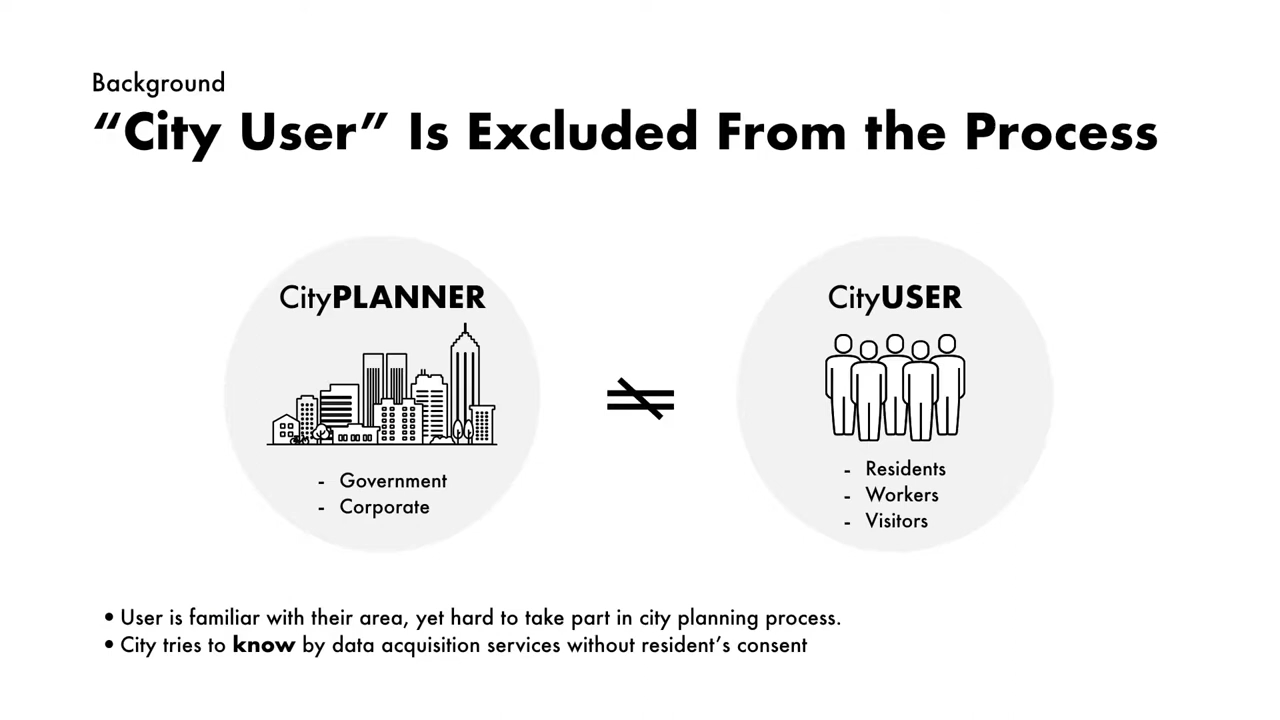 Background
“City User” Is Excluded From the Process
CityPLANNER
- Government
- Corporate
≠
CityUSER
- Residents
- Workers
- Visitors
• User is familiar with their area, yet hard to take part in city planning process.
• City tries to know by data acquisition services without resident’s consent